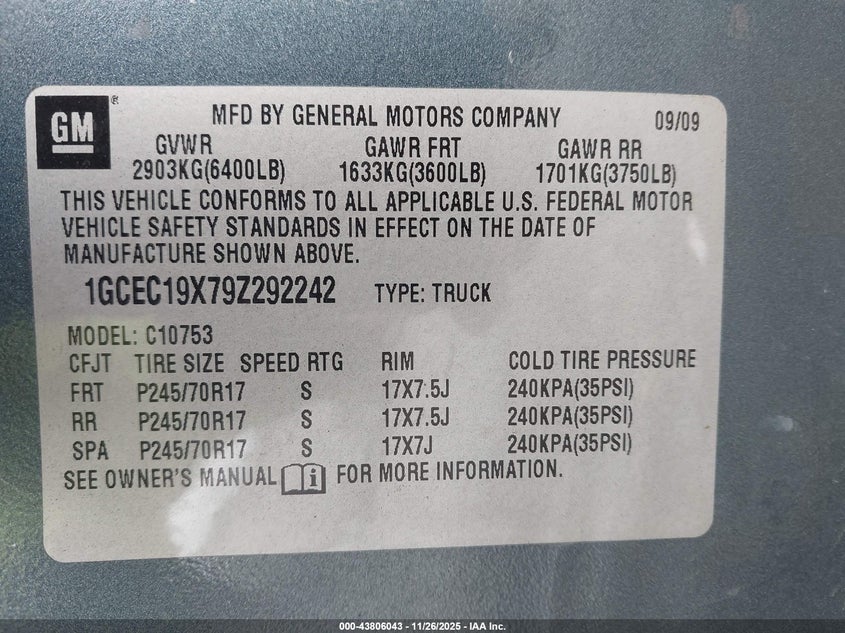 GM ®
MFD BY GENERAL MOTORS COMPANY 09/09
GVWR GAWR FRT GAWR RR
2903KG(6400LB) 1633KG(3600LB) 1701KG(3750LB)
THIS VEHICLE CONFORMS TO ALL APPLICABLE U.S. FEDERAL MOTOR
VEHICLE SAFETY STANDARDS IN EFFECT ON THE DATE OF
MANUFACTURE SHOWN ABOVE.
1GCEC19X79Z292242 TYPE: TRUCK
MODEL: C10753
CFJT TIRE SIZE SPEED RTG RIM COLD TIRE PRESSURE
FRT P245/70R17 S 17X7.5J 240KPA(35PSI)
RR P245/70R17 S 17X7.5J 240KPA(35PSI)
SPA P245/70R17 S 17X7J 240KPA(35PSI)
SEE OWNER'S MANUAL i FOR MORE INFORMATION.
000-43806043 - 11/26/2025 - IAA Inc.